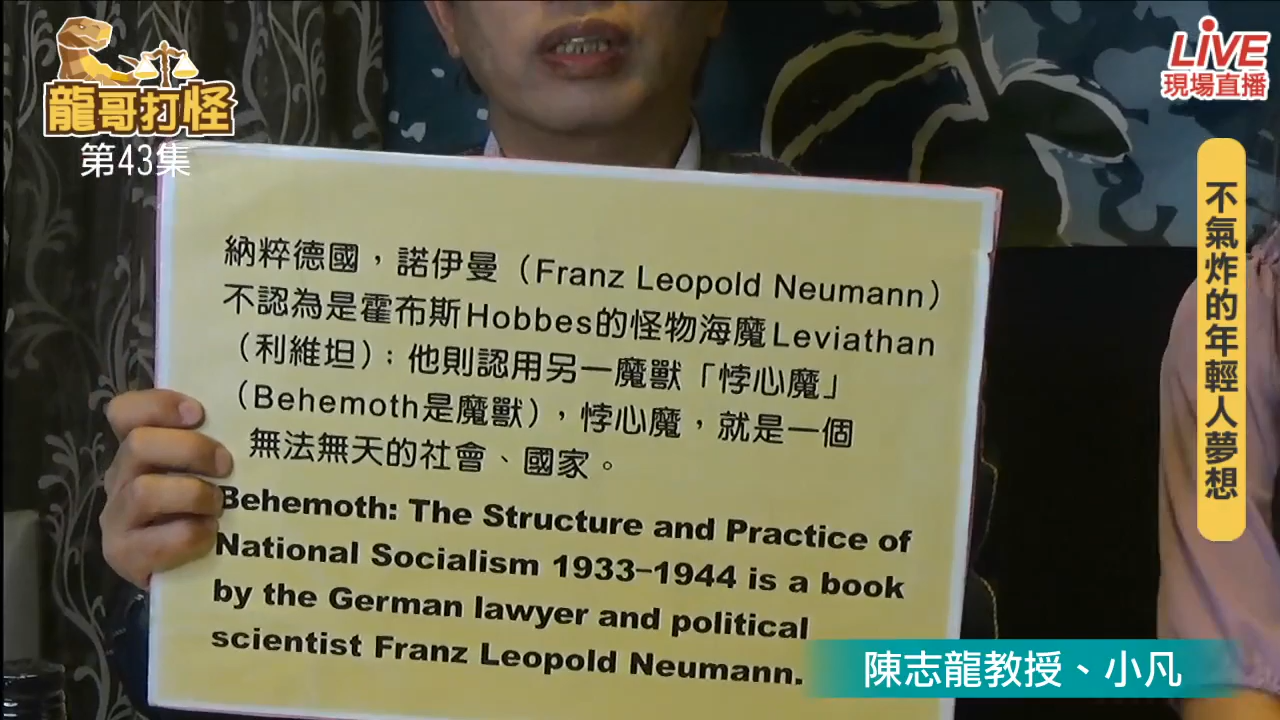 龍哥打怪
第43集
LIVE
現場直播
不氣炸的年輕人夢想
納粹德國，諾伊曼（Franz Leopold Neumann）
不認為是霍布斯Hobbes的怪物海魔Leviathan
（利維坦）；他則認用另一魔獸「悖心魔」
（Behemoth是魔獸），悖心魔，就是一個
無法無天的社會、國家。
Behemoth: The Structure and Practice of
National Socialism 1933–1944 is a book
by the German lawyer and political
scientist Franz Leopold Neumann.
陳志龍教授、小凡